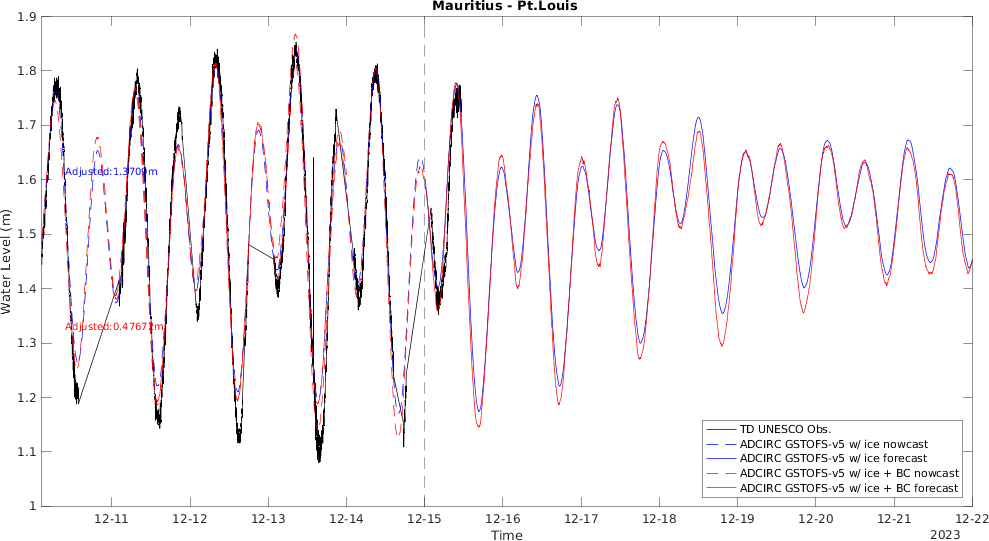 Mauritius - Pt.Louis
1.9
1.8
1.7
1.6
1.5
1.4
1.3
1.2
1.1
1
Water Level (m)
Adjusted:1.3709m
Adjusted:0.47672m
TD UNESCO Obs.
ADCIRC GSTOFS-v5 w/ ice nowcast
ADCIRC GSTOFS-v5 w/ ice forecast
ADCIRC GSTOFS-v5 w/ ice + BC nowcast
ADCIRC GSTOFS-v5 w/ ice + BC forecast
12-11 12-12 12-13 12-14 12-15 12-16 12-17 12-18 12-19 12-20 12-21 12-22
Time
2023